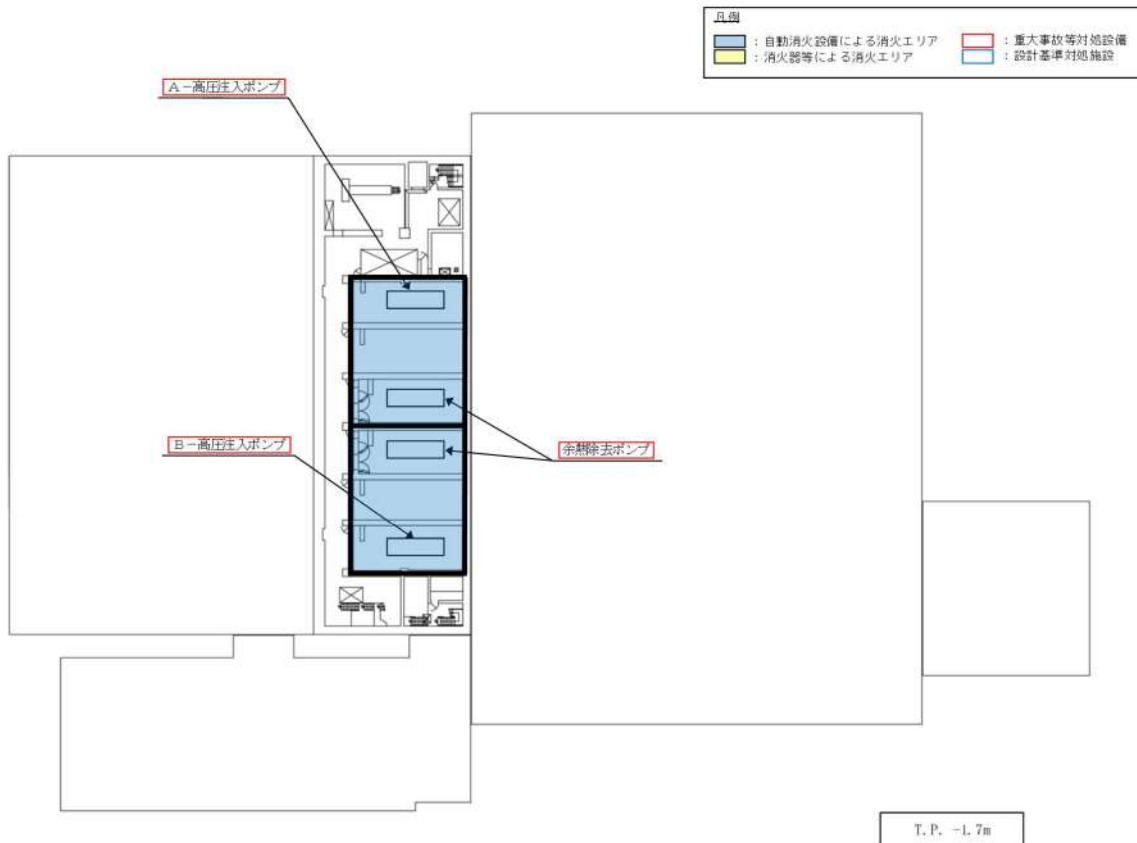 凡例
：自動消火設備による消火エリア
：重大事故等対処設備
：消火器等による消火エリア
：設計基準対処施設
A－高圧注入ポンプ
B－高圧注入ポンプ
余熱除去ポンプ
T.P. -1.7m